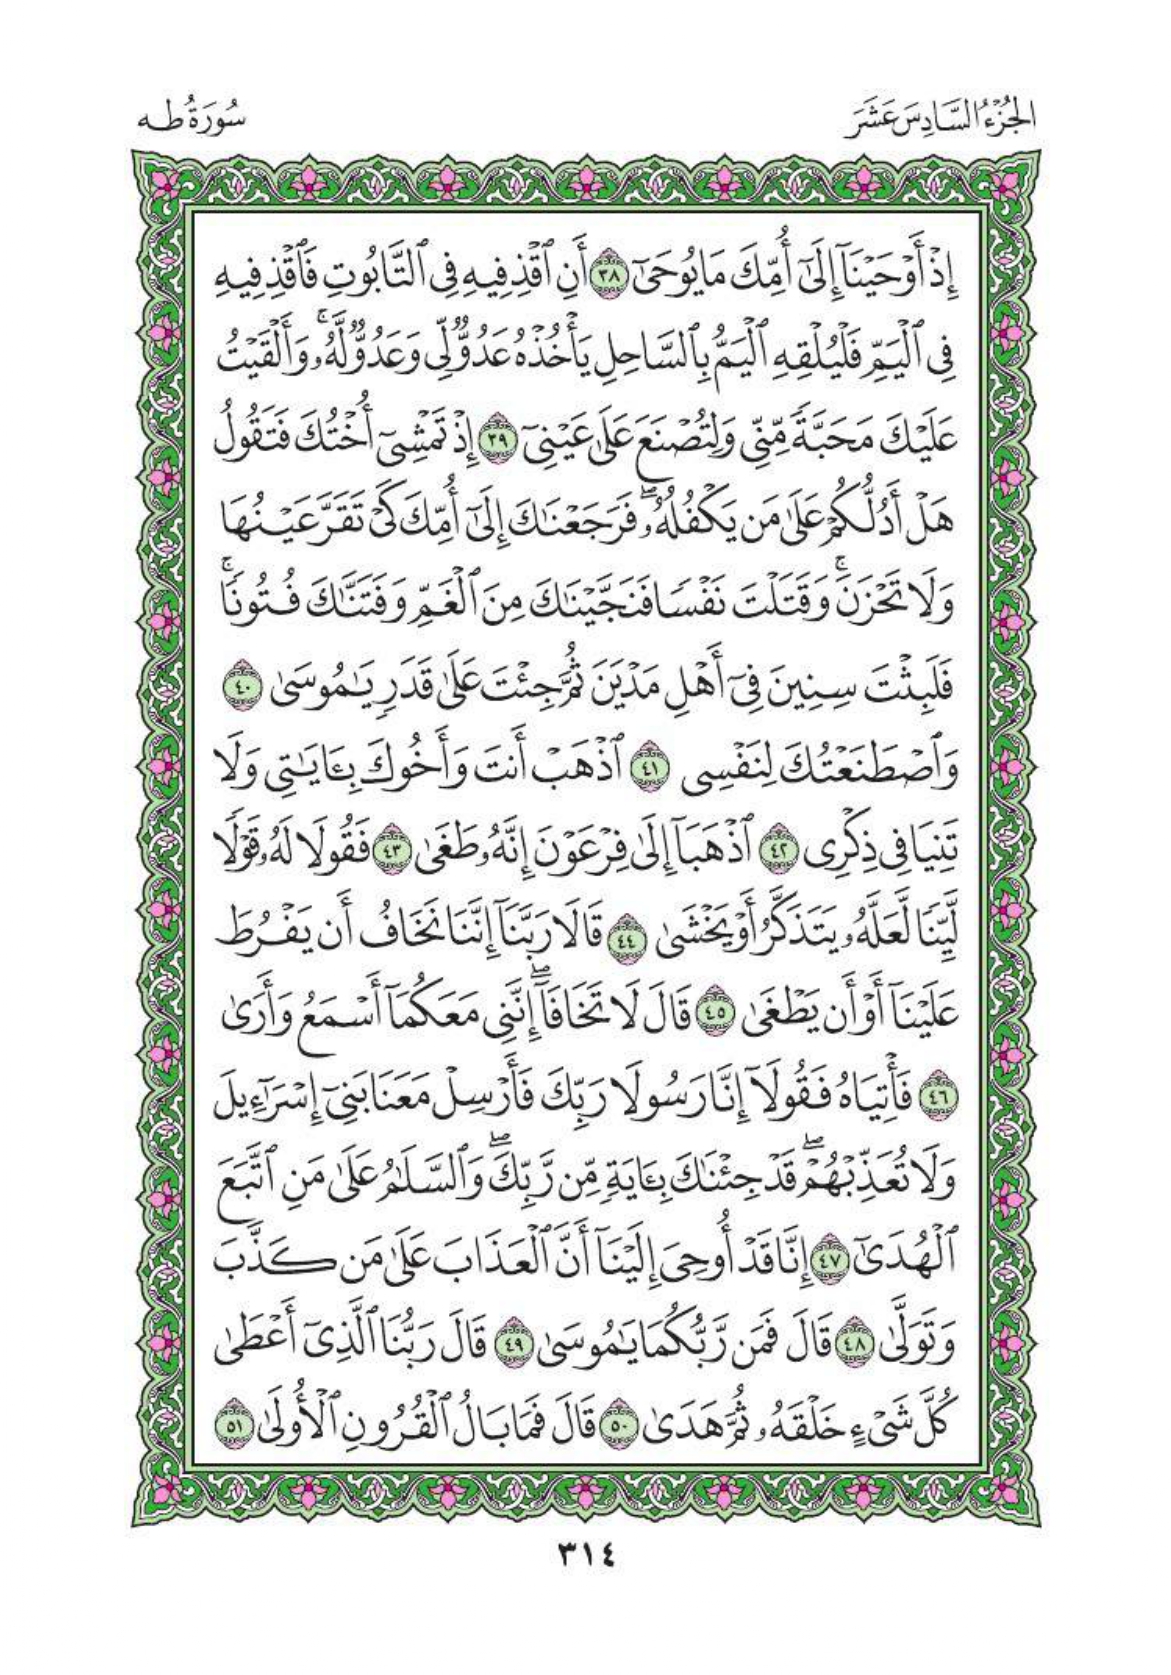 الجُزْءُ السَّادِسَ عَشَرَ
سُورَةُ طه
إِذۡ أَوۡحَيۡنَآ إِلَىٰٓ أُمِّكَ مَا يُوحَىٰٓ ٣٨ أَنِ ٱقۡذِفِيهِ فِي ٱلتَّابُوتِ فَٱقۡذِفِيهِ
فِي ٱلۡيَمِّ فَلۡيُلۡقِهِ ٱلۡيَمُّ بِٱلسَّاحِلِ يَأۡخُذۡهُ عَدُوّٞ لِّي وَعَدُوّٞ لَّهُۥۚ وَأَلۡقَيۡتُ
عَلَيۡكَ مَحَبَّةٗ مِّنِّي وَلِتُصۡنَعَ عَلَىٰ عَيۡنِيٓ ٣٩ إِذۡ تَمۡشِيٓ أُخۡتُكَ فَتَقُولُ
هَلۡ أَدُلُّكُمۡ عَلَىٰ مَن يَكۡفُلُهُۥۖ فَرَجَعۡنَٰكَ إِلَىٰٓ أُمِّكَ كَيۡ تَقَرَّ عَيۡنُهَا
وَلَا تَحۡزَنَۚ وَقَتَلۡتَ نَفۡسٗا فَنَجَّيۡنَٰكَ مِنَ ٱلۡغَمِّ وَفَتَنَّٰكَ فُتُونٗاۚ
فَلَبِثۡتَ سِنِينَ فِيٓ أَهۡلِ مَدۡيَنَ ثُمَّ جِئۡتَ عَلَىٰ قَدَرٖ يَٰمُوسَىٰ ٤٠
وَٱصۡطَنَعۡتُكَ لِنَفۡسِي ٤١ ٱذۡهَبۡ أَنتَ وَأَخُوكَ بِـَٔايَٰتِي وَلَا
تَنِيَا فِي ذِكۡرِي ٤٢ ٱذۡهَبَآ إِلَىٰ فِرۡعَوۡنَ إِنَّهُۥ طَغَىٰ ٤٣ فَقُولَا لَهُۥ قَوۡلٗا
لَّيِّنٗا لَّعَلَّهُۥ يَتَذَكَّرُ أَوۡ يَخۡشَىٰ ٤٤ قَالَا رَبَّنَآ إِنَّنَا نَخَافُ أَن يَفۡرُطَ
عَلَيۡنَآ أَوۡ أَن يَطۡغَىٰ ٤٥ قَالَ لَا تَخَافَآۖ إِنَّنِي مَعَكُمَآ أَسۡمَعُ وَأَرَىٰ
٤٦ فَأۡتِيَاهُ فَقُولَآ إِنَّا رَسُولَا رَبِّكَ فَأَرۡسِلۡ مَعَنَا بَنِيٓ إِسۡرَٰٓءِيلَ
وَلَا تُعَذِّبۡهُمۡۖ قَدۡ جِئۡنَٰكَ بِـَٔايَةٖ مِّن رَّبِّكَۖ وَٱلسَّلَٰمُ عَلَىٰ مَنِ ٱتَّبَعَ
ٱلۡهُدَىٰٓ ٤٧ إِنَّا قَدۡ أُوحِيَ إِلَيۡنَآ أَنَّ ٱلۡعَذَابَ عَلَىٰ مَن كَذَّبَ
وَتَوَلَّىٰ ٤٨ قَالَ فَمَن رَّبُّكُمَا يَٰمُوسَىٰ ٤٩ قَالَ رَبُّنَا ٱلَّذِيٓ أَعۡطَىٰ
كُلَّ شَيۡءٍ خَلۡقَهُۥ ثُمَّ هَدَىٰ ٥٠ قَالَ فَمَا بَالُ ٱلۡقُرُونِ ٱلۡأُولَىٰ ٥١
٣١٤